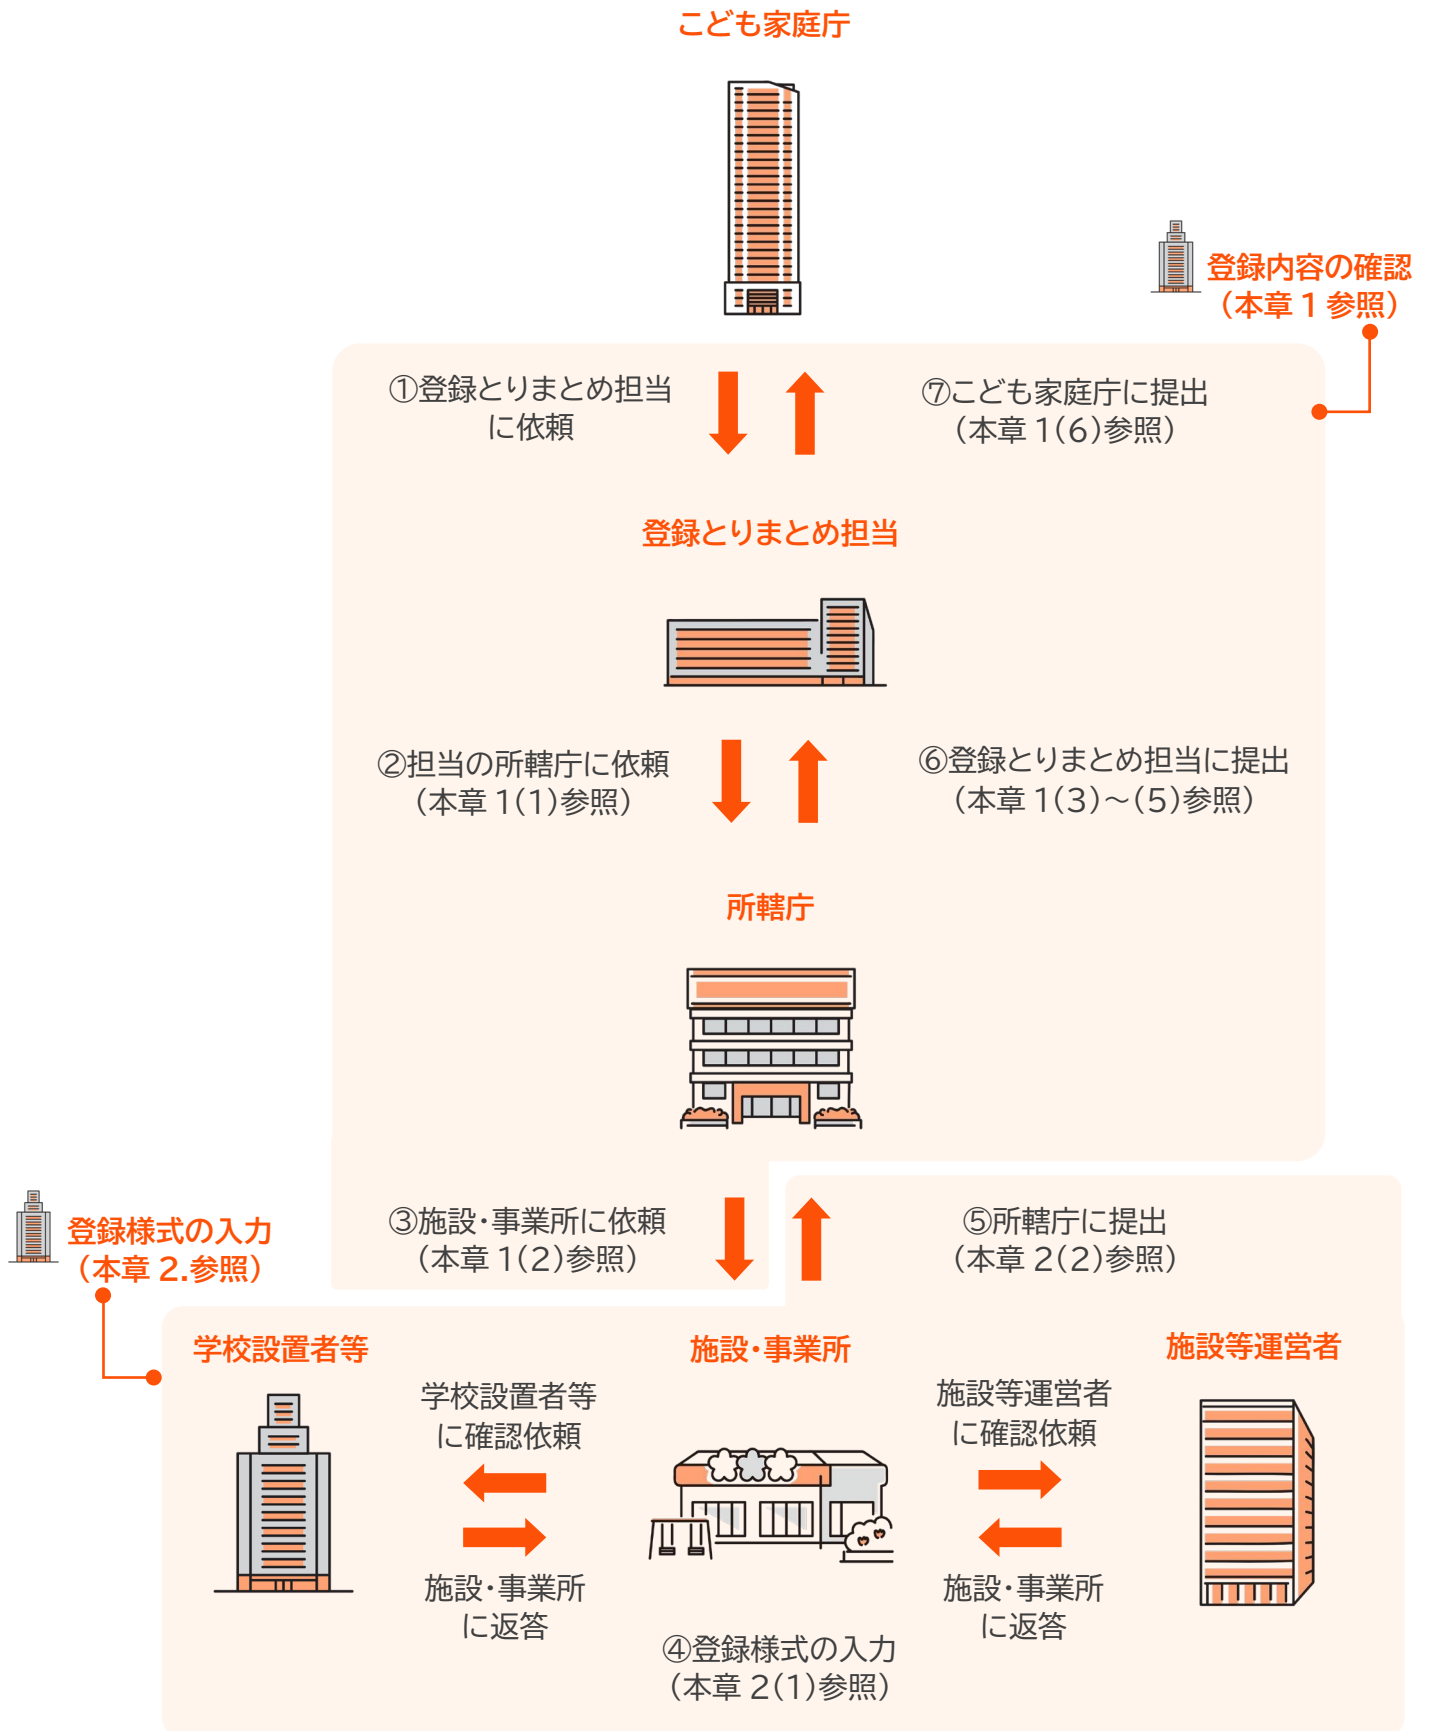 こども家庭庁
登録内容の確認
(本章 1 参照)
①登録とりまとめ担当
に依頼
⑦こども家庭庁に提出
(本章 1(6)参照)
登録とりまとめ担当
②担当の所轄庁に依頼
(本章 1(1)参照)
⑥登録とりまとめ担当に提出
(本章 1(3)～(5)参照)
所轄庁
登録様式の入力
(本章 2.参照)
③施設・事業所に依頼
(本章 1(2)参照)
⑤所轄庁に提出
(本章 2(2)参照)
学校設置者等
施設・事業所
施設等運営者
学校設置者等
に確認依頼
施設等運営者
に確認依頼
施設・事業所
に返答
施設・事業所
に返答
④登録様式の入力
(本章 2(1)参照)